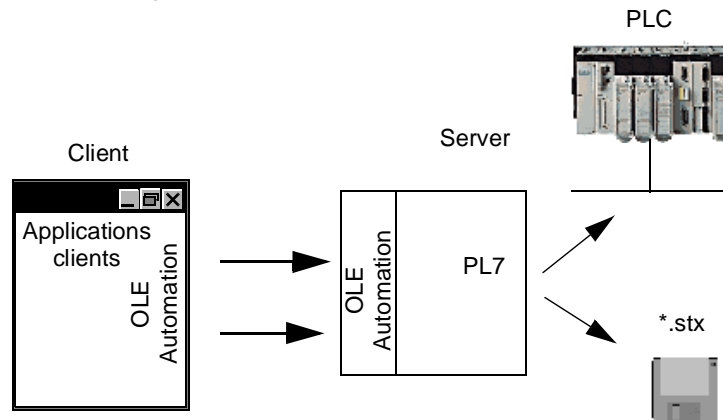 PLC
Server
Client
Applications
clients
OLE
Automation
OLE
Automation
PL7
*.stx